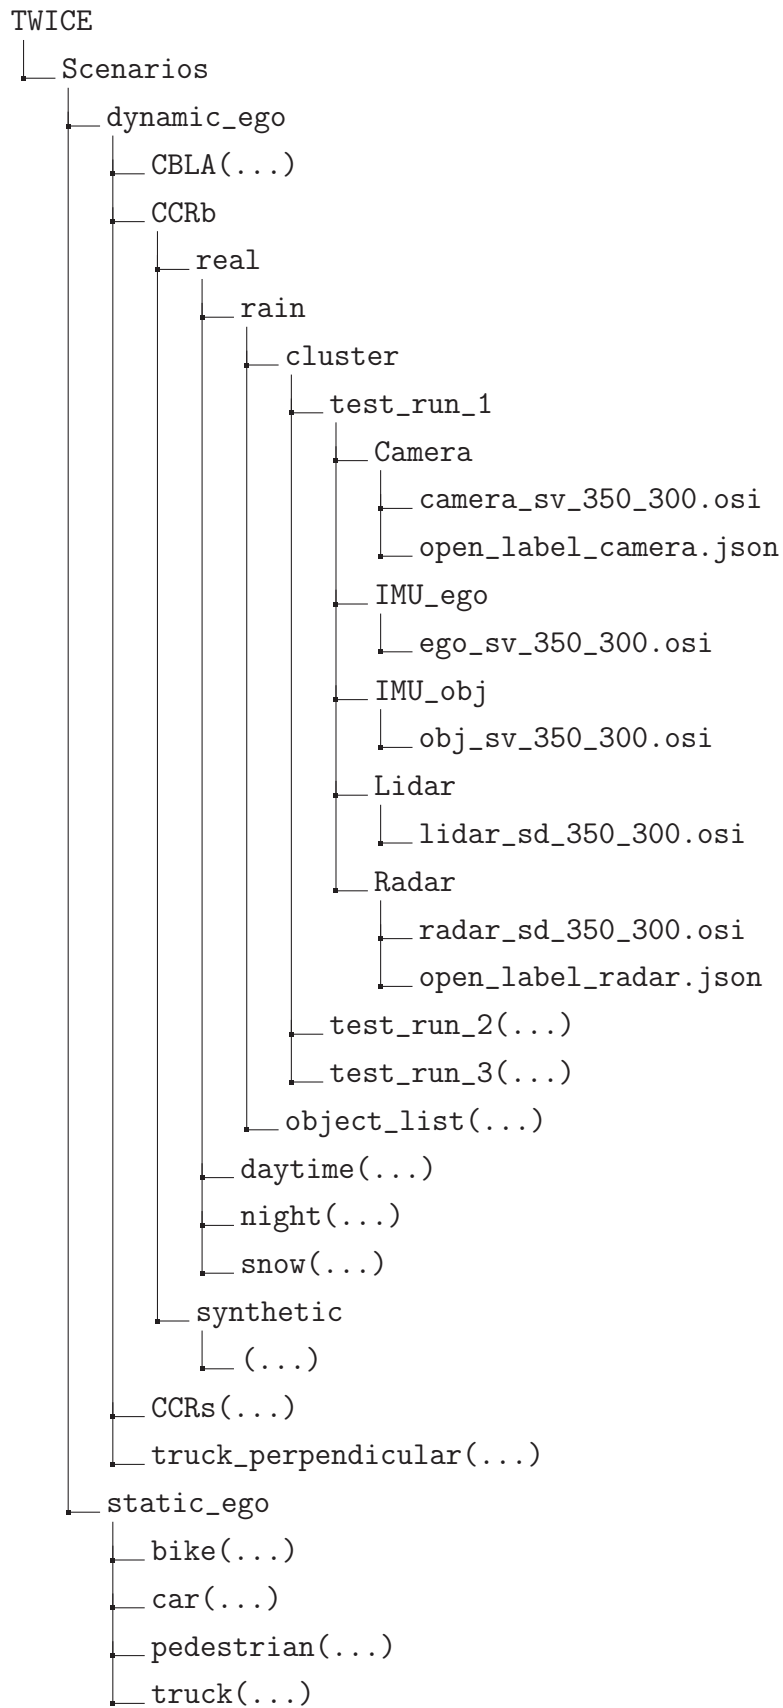 TWICE
Scenarios
dynamic_ego
CBLA(...)
CCRb
real
rain
cluster
test_run_1
Camera
camera_sv_350_300.osi
open_label_camera.json
IMU_ego
ego_sv_350_300.osi
IMU_obj
obj_sv_350_300.osi
Lidar
lidar_sd_350_300.osi
Radar
radar_sd_350_300.osi
open_label_radar.json
test_run_2(...)
test_run_3(...)
object_list(...)
daytime(...)
night(...)
snow(...)
synthetic
(...)
CCRs(...)
truck_perpendicular(...)
static_ego
bike(...)
car(...)
pedestrian(...)
truck(...)